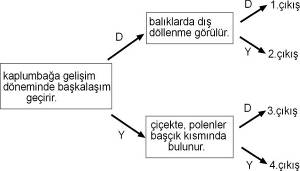 kaplumbağa gelişim
döneminde başkalaşım
geçirir.
D
Y
balıklarda dış
döllenme görülür.
D
1.çıkış
Y
2.çıkış
çiçekte, polenler
başçık kısmında
bulunur.
D
3.çıkış
Y
4.çıkış